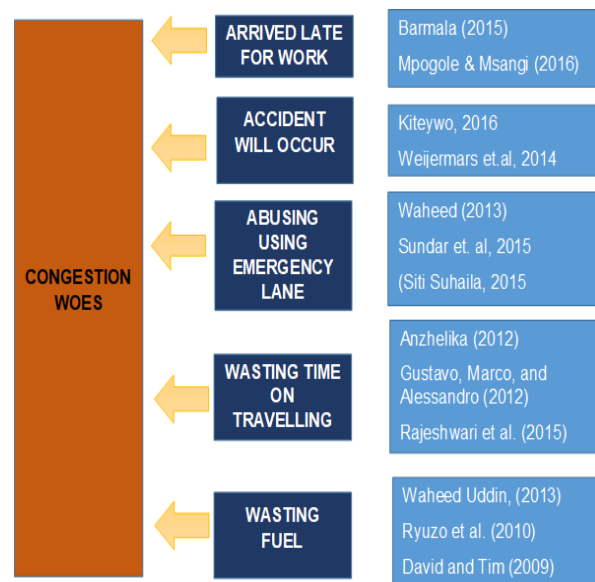 CONGESTION
WOES
ARRIVED LATE
FOR WORK
Barmala (2015)
Mpogole & Msangi (2016)
ACCIDENT
WILL OCCUR
Kiteywo, 2016
Weijermars et.al, 2014
ABUSING
USING
EMERGENCY
LANE
Waheed (2013)
Sundar et. al, 2015
(Siti Suhaila, 2015
WASTING TIME
ON
TRAVELLING
Anzhelika (2012)
Gustavo, Marco, and
Alessandro (2012)
Rajeshwari et al. (2015)
WASTING
FUEL
Waheed Uddin, (2013)
Ryuzo et al. (2010)
David and Tim (2009)